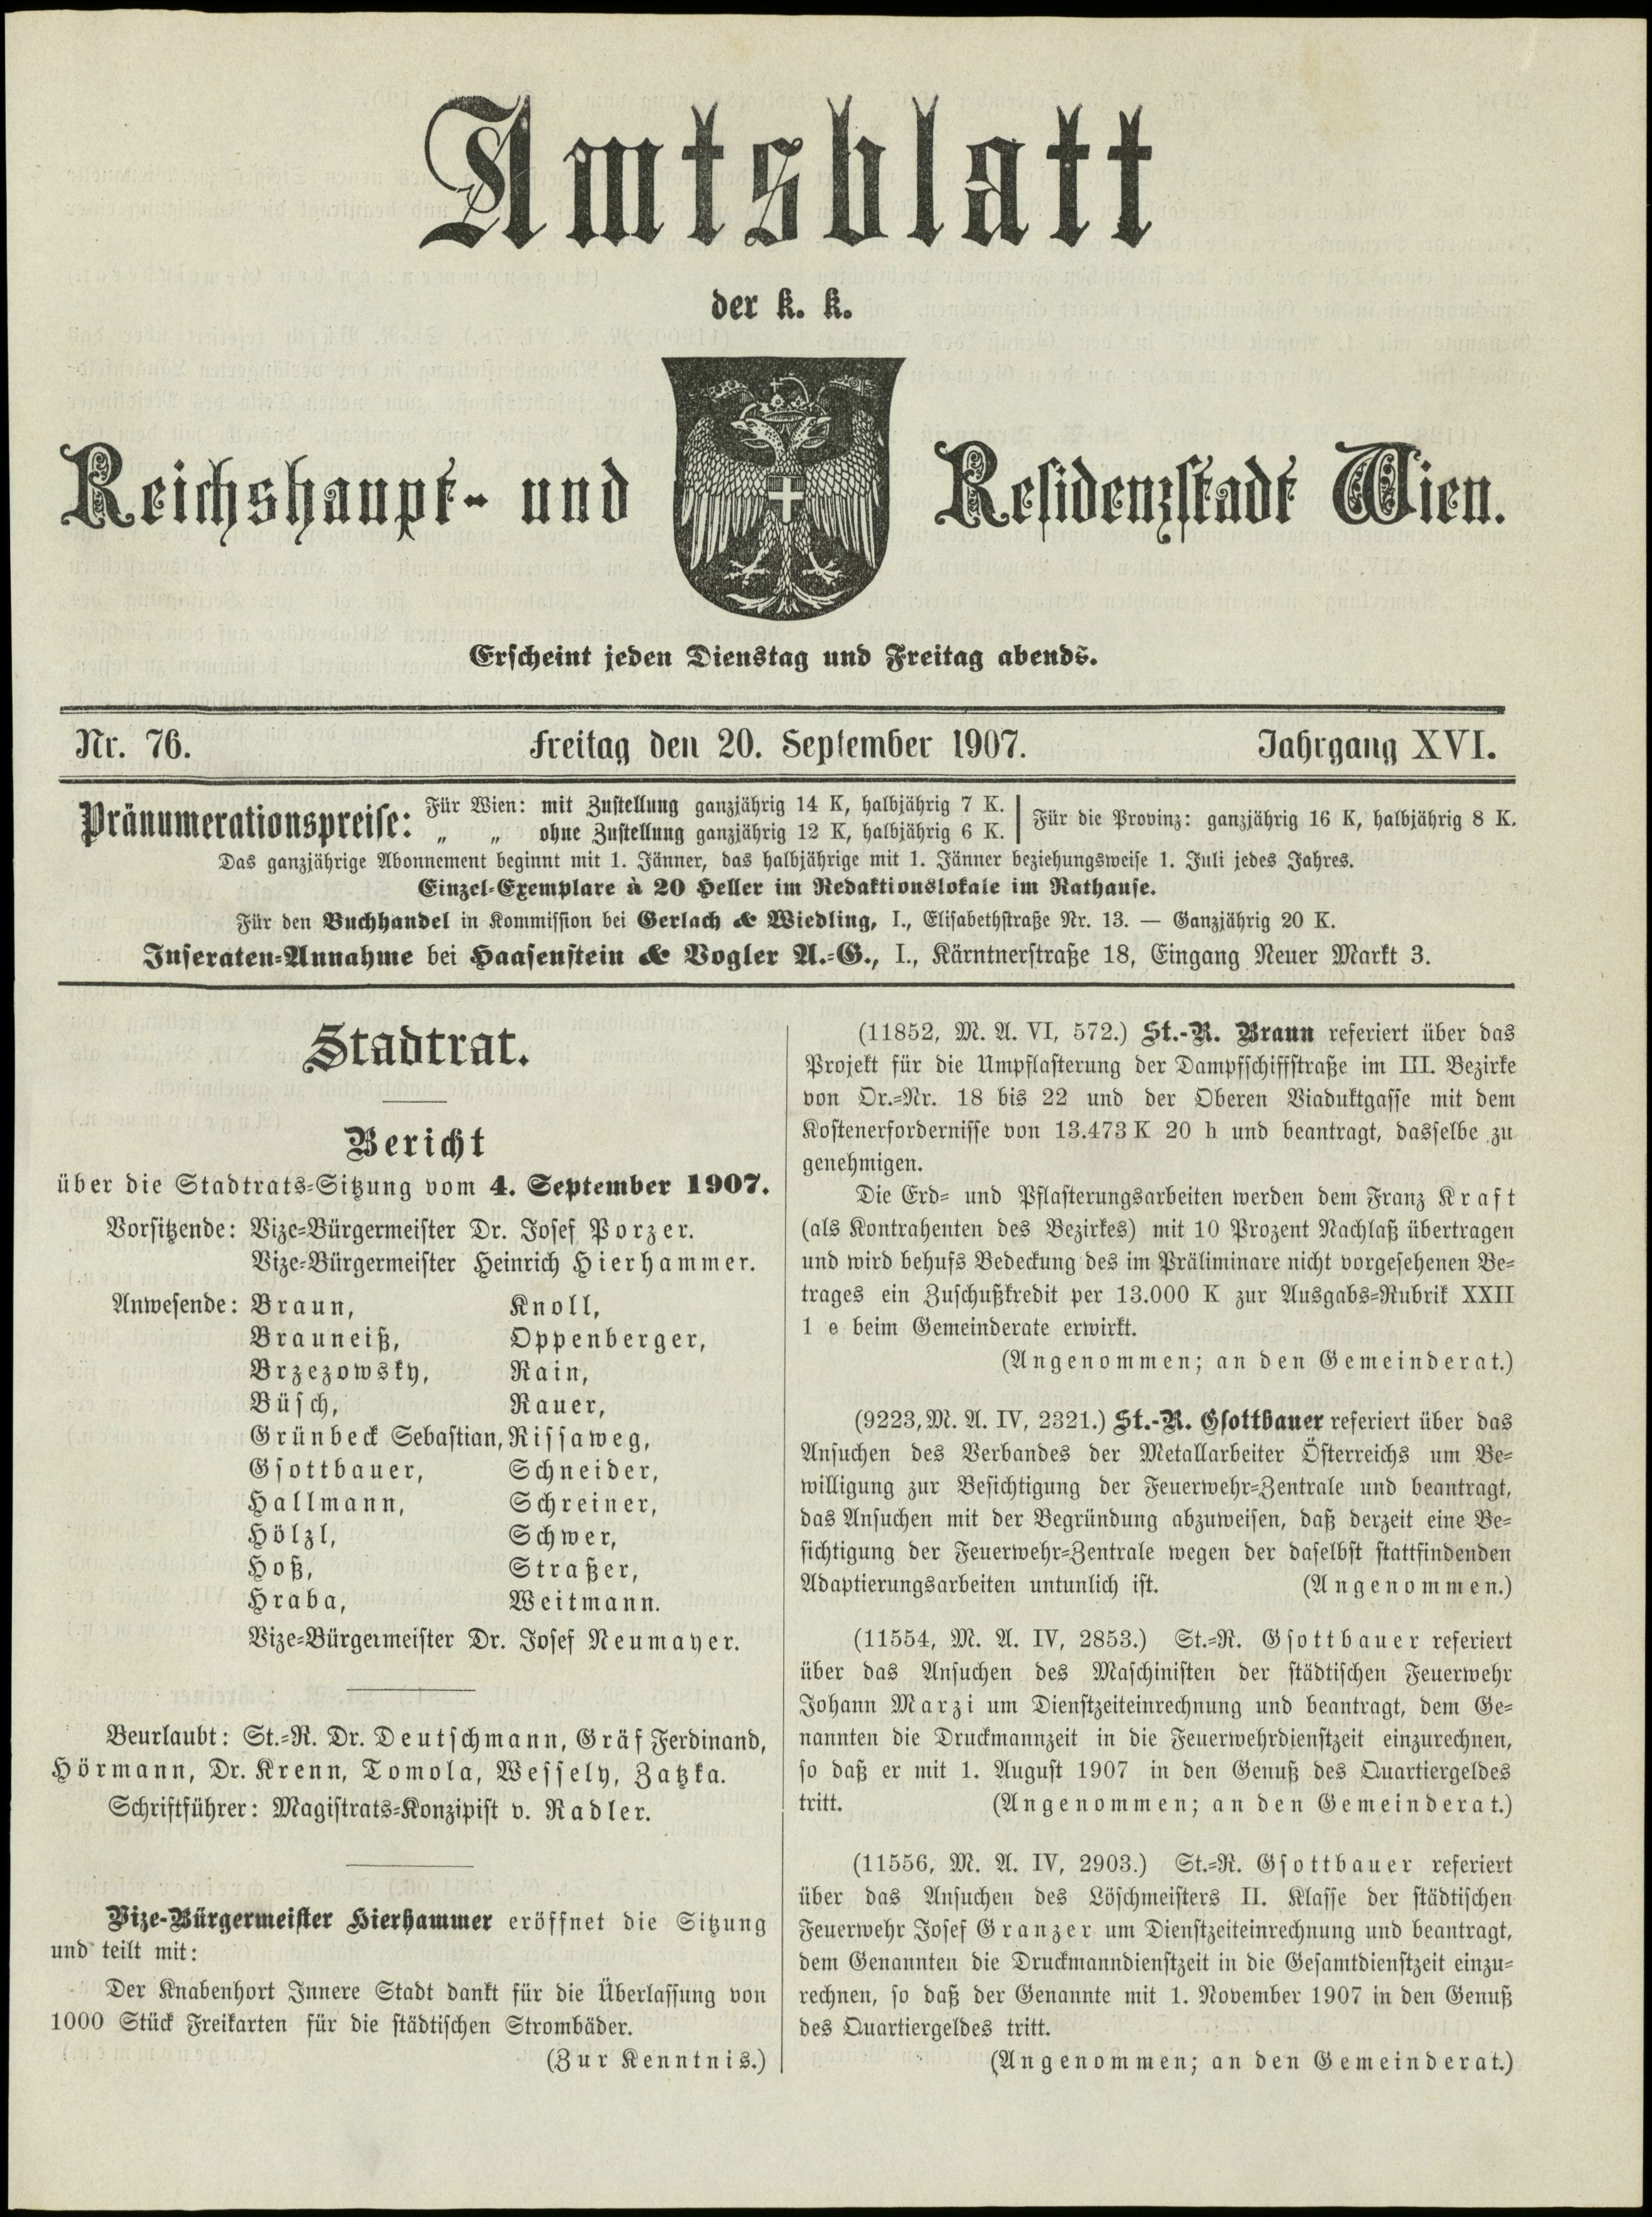 Amtsblatt
der k. k.
Reichshaupt- und Residenzstadt Wien.
Erscheint jeden Dienstag und Freitag abends.
Nr. 76. Freitag den 20. September 1907. Jahrgang XVI.
Pränumerationspreise: Für Wien: mit Zustellung ganzjährig 14 K, halbjährig 7 K.
„ „ ohne Zustellung ganzjährig 12 K, halbjährig 6 K.
Für die Provinz: ganzjährig 16 K, halbjährig 8 K.
Das ganzjährige Abonnement beginnt mit 1. Jänner, das halbjährige mit 1. Jänner beziehungsweise 1. Juli jedes Jahres.
Einzel-Exemplare à 20 Heller im Redaktionslokale im Rathause.
Für den Buchhandel in Kommission bei Gerlach & Wiedling, I., Elisabethstraße Nr. 13. — Ganzjährig 20 K.
Inseraten-Annahme bei Haasenstein & Vogler A.-G., I., Kärntnerstraße 18, Eingang Neuer Markt 3.
Stadtrat.
Bericht
über die Stadtrats-Sitzung vom 4. September 1907.
Vorsitzende: Vize-Bürgermeister Dr. Josef Porzer.
Vize-Bürgermeister Heinrich Hierhammer.
Anwesende: Braun, Knoll,
Brauneiß, Oppenberger,
Brzezowsky, Rain,
Büsch, Rauer,
Grünbeck Sebastian, Rissaweg,
Gsottbauer, Schneider,
Hallmann, Schreiner,
Hölzl, Schwer,
Hoß, Straßer,
Hraba, Weitmann.
Vize-Bürgermeister Dr. Josef Neumayer.
Beurlaubt: St.-R. Dr. Deutschmann, Gräf Ferdinand,
Hörmann, Dr. Krenn, Tomola, Wessely, Zatzka.
Schriftführer: Magistrats-Konzipist v. Radler.
Vize-Bürgermeister Hierhammer eröffnet die Sitzung
und teilt mit:
Der Knabenhort Innere Stadt dankt für die Überlassung von
1000 Stück Freikarten für die städtischen Strombäder.
(Zur Kenntnis.)
(11852, M. A. VI, 572.) St.-R. Braun referiert über das
Projekt für die Umpflasterung der Dampfschiffstraße im III. Bezirke
von Or.-Nr. 18 bis 22 und der Oberen Viaduktgasse mit dem
Kostenerfordernisse von 13.473 K 20 h und beantragt, dasselbe zu
genehmigen.
Die Erd- und Pflasterungsarbeiten werden dem Franz Kraft
(als Kontrahenten des Bezirkes) mit 10 Prozent Nachlaß übertragen
und wird behufs Bedeckung des im Präliminare nicht vorgesehenen Be-
trages ein Zuschußkredit per 13.000 K zur Ausgabs-Rubrik XXII
1 e beim Gemeinderate erwirkt.
(Angenommen; an den Gemeinderat.)
(9223, M. A. IV, 2321.) St.-R. Gsottbauer referiert über das
Ansuchen des Verbandes der Metallarbeiter Österreichs um Be-
willigung zur Besichtigung der Feuerwehr-Zentrale und beantragt,
das Ansuchen mit der Begründung abzuweisen, daß derzeit eine Be-
sichtigung der Feuerwehr-Zentrale wegen der daselbst stattfindenden
Adaptierungsarbeiten untunlich ist. (Angenommen.)
(11554, M. A. IV, 2853.) St.-R. Gsottbauer referiert
über das Ansuchen des Maschinisten der städtischen Feuerwehr
Johann Marzi um Dienstzeiteinrechnung und beantragt, dem Ge-
nannten die Druckmannzeit in die Feuerwehrdienstzeit einzurechnen,
so daß er mit 1. August 1907 in den Genuß des Quartiergeldes
tritt. (Angenommen; an den Gemeinderat.)
(11556, M. A. IV, 2903.) St.-R. Gsottbauer referiert
über das Ansuchen des Löschmeisters II. Klasse der städtischen
Feuerwehr Josef Granzer um Dienstzeiteinrechnung und beantragt,
dem Genannten die Druckmanndienstzeit in die Gesamtdienstzeit einzu-
rechnen, so daß der Genannte mit 1. November 1907 in den Genuß
des Quartiergeldes tritt.
(Angenommen; an den Gemeinderat.)